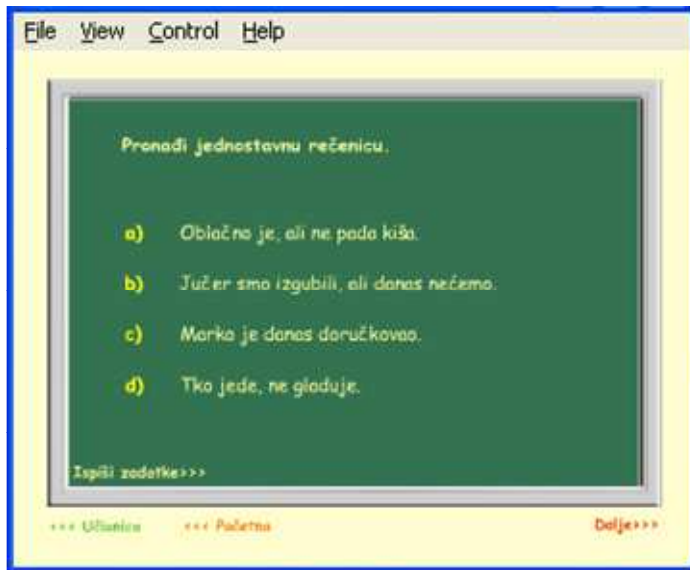 File View Control Help
Pronađi jednostavnu rečenicu.
a) Oblačno je, ali ne pada kiša.
b) Jučer smo izgubili, ali danas nećemo.
c) Marko je danas doručkovao.
d) Tko jede, ne gladuje.
Ispiši zadatke>>>
<<< Učionica <<< Početna Dalje>>>